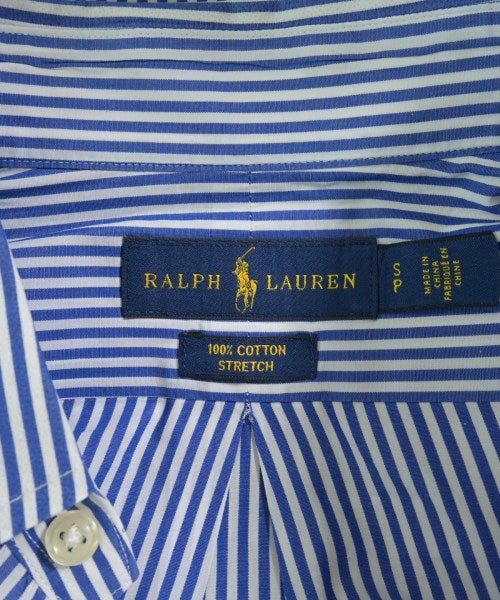 RALPH LAUREN
S
P
MADE IN
CHINA
FABRIQUÉ EN
CHINE
100% COTTON
STRETCH